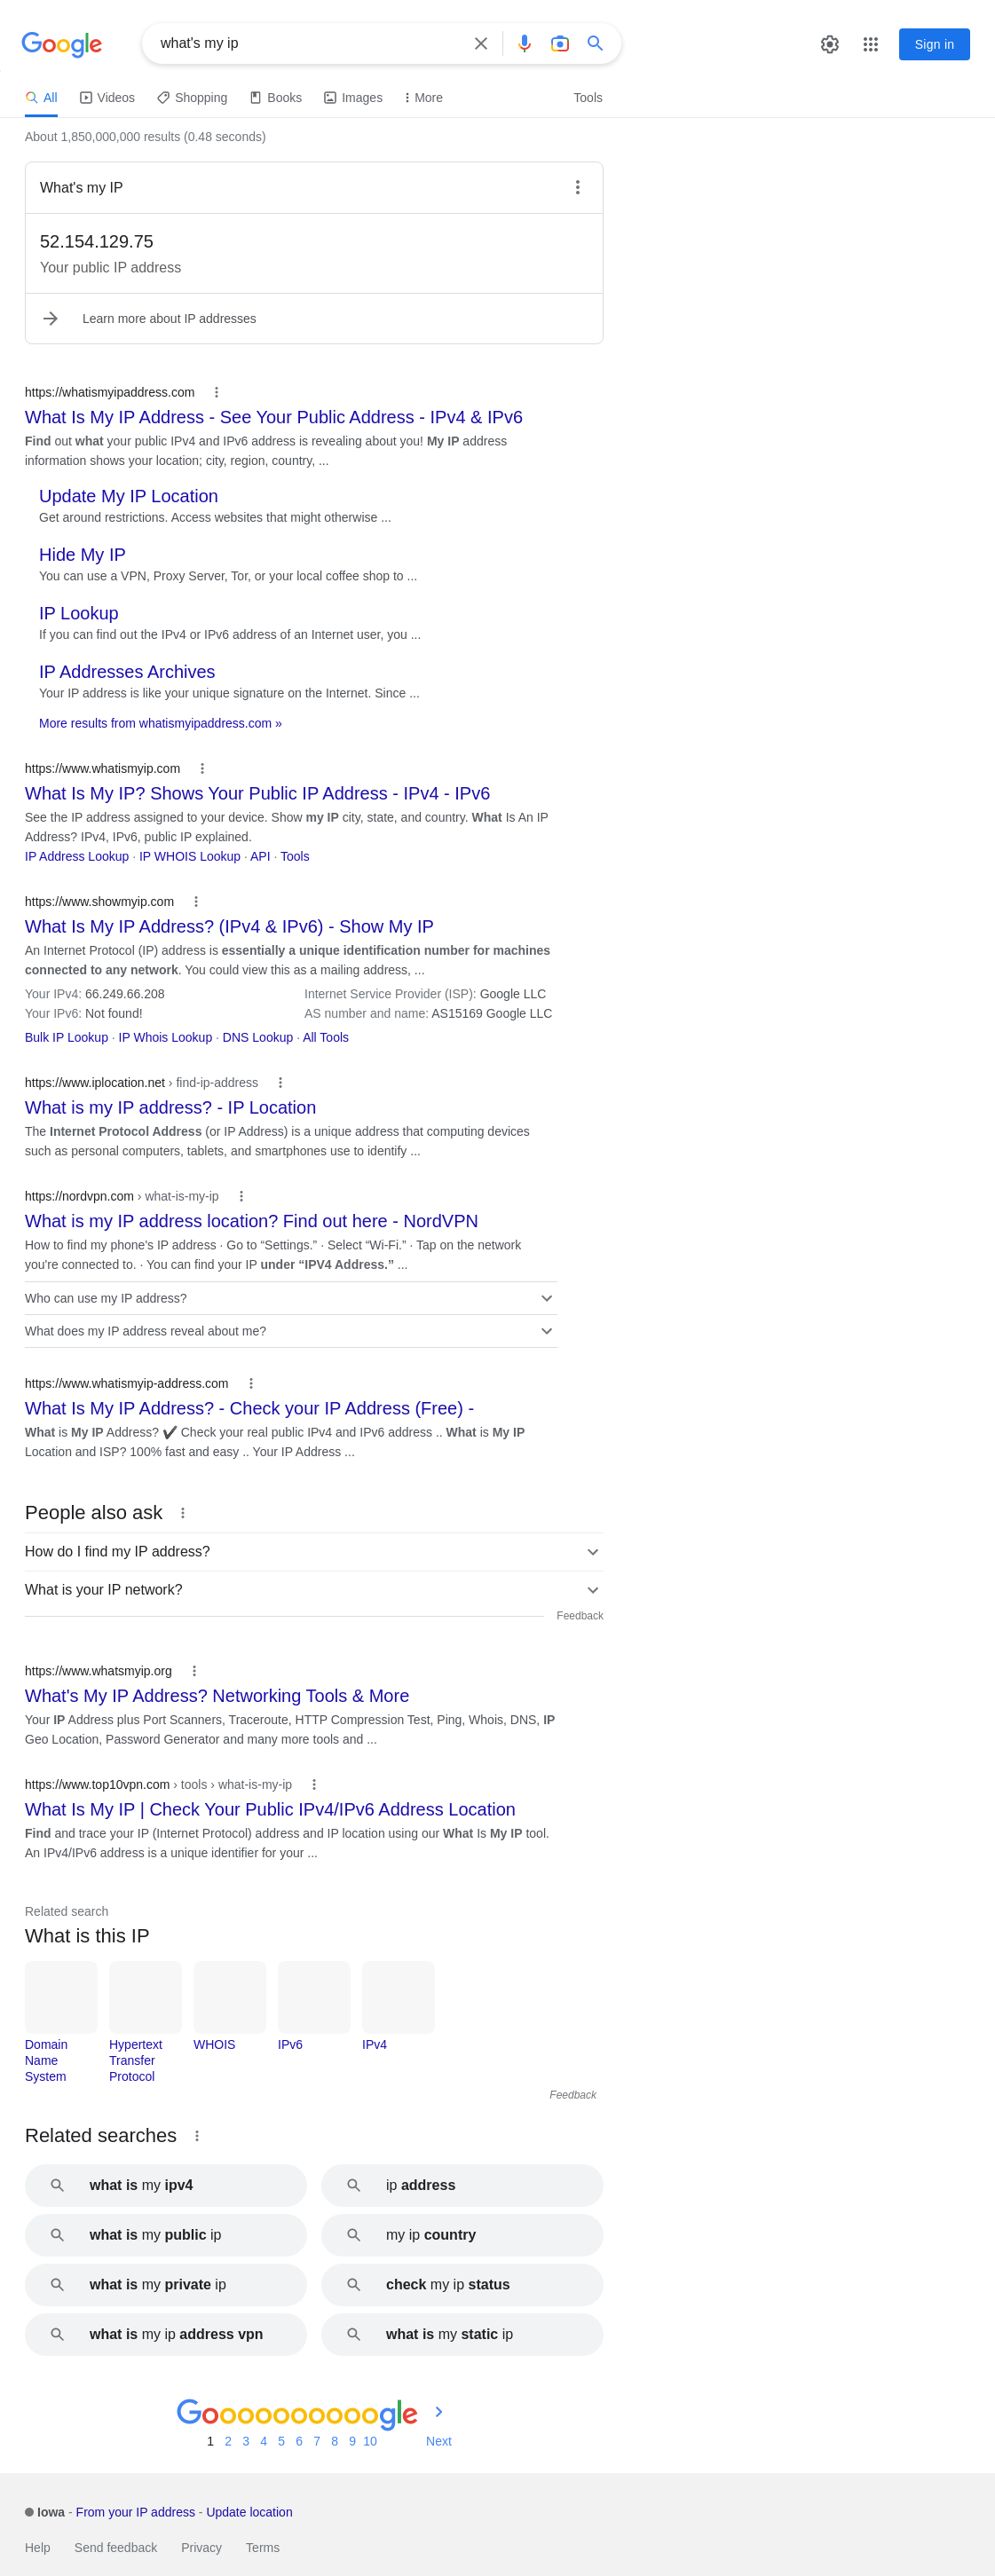 Google
what's my ip
Sign in
All
Videos
Shopping
Books
Images
More
Tools
About 1,850,000,000 results (0.48 seconds)
What's my IP
52.154.129.75
Your public IP address
Learn more about IP addresses
https://whatismyipaddress.com
What Is My IP Address - See Your Public Address - IPv4 & IPv6
Find out what your public IPv4 and IPv6 address is revealing about you! My IP address
information shows your location; city, region, country, ...
Update My IP Location
Get around restrictions. Access websites that might otherwise ...
Hide My IP
You can use a VPN, Proxy Server, Tor, or your local coffee shop to ...
IP Lookup
If you can find out the IPv4 or IPv6 address of an Internet user, you ...
IP Addresses Archives
Your IP address is like your unique signature on the Internet. Since ...
More results from whatismyipaddress.com »
https://www.whatismyip.com
What Is My IP? Shows Your Public IP Address - IPv4 - IPv6
See the IP address assigned to your device. Show my IP city, state, and country. What Is An IP
Address? IPv4, IPv6, public IP explained.
IP Address Lookup · IP WHOIS Lookup · API · Tools
https://www.showmyip.com
What Is My IP Address? (IPv4 & IPv6) - Show My IP
An Internet Protocol (IP) address is essentially a unique identification number for machines
connected to any network. You could view this as a mailing address, ...
Your IPv4: 66.249.66.208
Internet Service Provider (ISP): Google LLC
Your IPv6: Not found!
AS number and name: AS15169 Google LLC
Bulk IP Lookup · IP Whois Lookup · DNS Lookup · All Tools
https://www.iplocation.net › find-ip-address
What is my IP address? - IP Location
The Internet Protocol Address (or IP Address) is a unique address that computing devices
such as personal computers, tablets, and smartphones use to identify ...
https://nordvpn.com › what-is-my-ip
What is my IP address location? Find out here - NordVPN
How to find my phone's IP address · Go to “Settings.” · Select “Wi-Fi.” · Tap on the network
you're connected to. · You can find your IP under “IPV4 Address.” ...
Who can use my IP address?
What does my IP address reveal about me?
https://www.whatismyip-address.com
What Is My IP Address? - Check your IP Address (Free) -
What is My IP Address? ✔️ Check your real public IPv4 and IPv6 address .. What is My IP
Location and ISP? 100% fast and easy .. Your IP Address ...
People also ask
How do I find my IP address?
What is your IP network?
Feedback
https://www.whatsmyip.org
What's My IP Address? Networking Tools & More
Your IP Address plus Port Scanners, Traceroute, HTTP Compression Test, Ping, Whois, DNS, IP
Geo Location, Password Generator and many more tools and ...
https://www.top10vpn.com › tools › what-is-my-ip
What Is My IP | Check Your Public IPv4/IPv6 Address Location
Find and trace your IP (Internet Protocol) address and IP location using our What Is My IP tool.
An IPv4/IPv6 address is a unique identifier for your ...
Related search
What is this IP
Domain
Name
System
Hypertext
Transfer
Protocol
WHOIS
IPv6
IPv4
Feedback
Related searches
what is my ipv4
ip address
what is my public ip
my ip country
what is my private ip
check my ip status
what is my ip address vpn
what is my static ip
Goooooooooogle
1 2 3 4 5 6 7 8 9 10 Next
Iowa - From your IP address - Update location
Help
Send feedback
Privacy
Terms